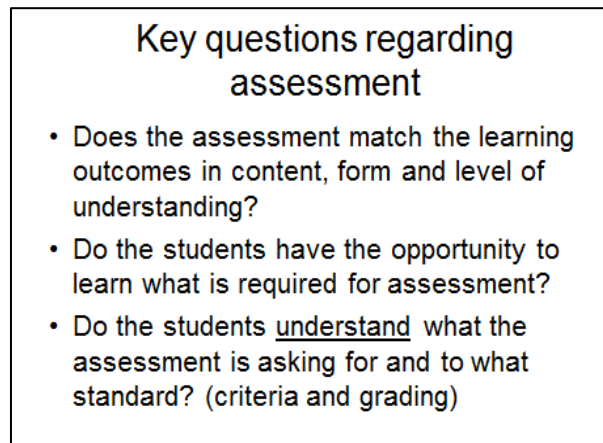 Key questions regarding
assessment
• Does the assessment match the learning
outcomes in content, form and level of
understanding?
• Do the students have the opportunity to
learn what is required for assessment?
• Do the students understand what the
assessment is asking for and to what
standard? (criteria and grading)